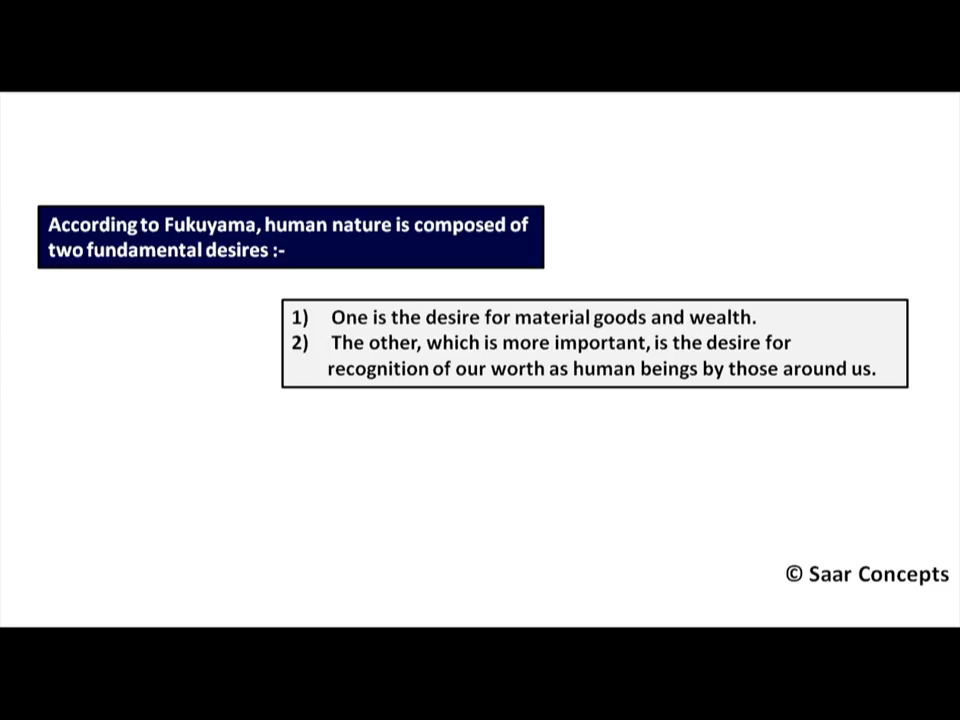 According to Fukuyama, human nature is composed of
two fundamental desires :-
1) One is the desire for material goods and wealth.
2) The other, which is more important, is the desire for
recognition of our worth as human beings by those around us.
© Saar Concepts